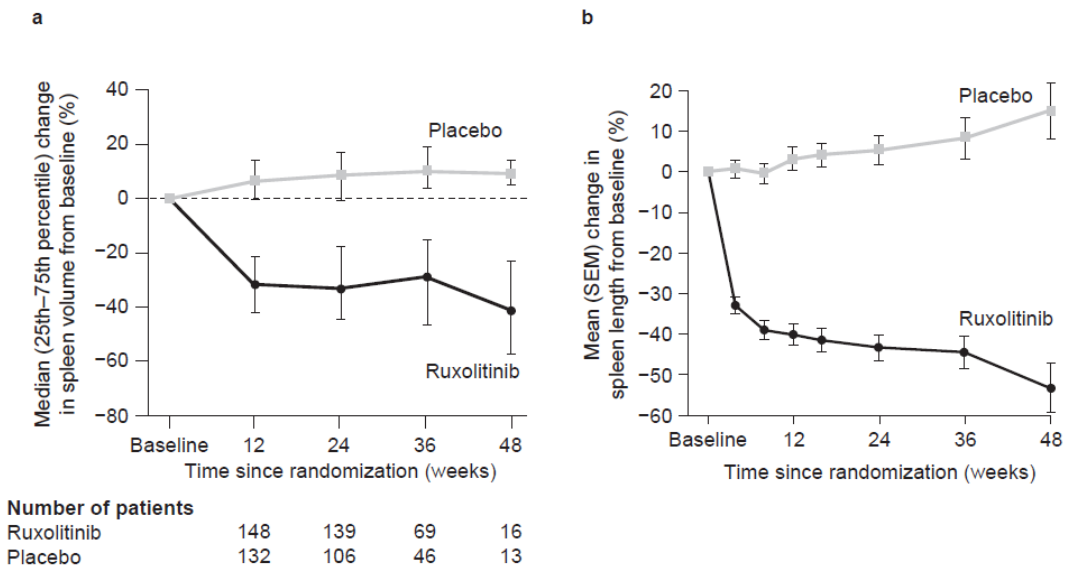 a
Median (25th–75th percentile) change
in spleen volume from baseline (%)
40
20
0
−20
−40
−60
−80
Placebo
Ruxolitinib
Baseline 12 24 36 48
Time since randomization (weeks)
Number of patients
Ruxolitinib 148 139 69 16
Placebo 132 106 46 13
b
Mean (SEM) change in
spleen length from baseline (%)
20
10
0
−10
−20
−30
−40
−50
−60
Placebo
Ruxolitinib
Baseline 12 24 36 48
Time since randomization (weeks)